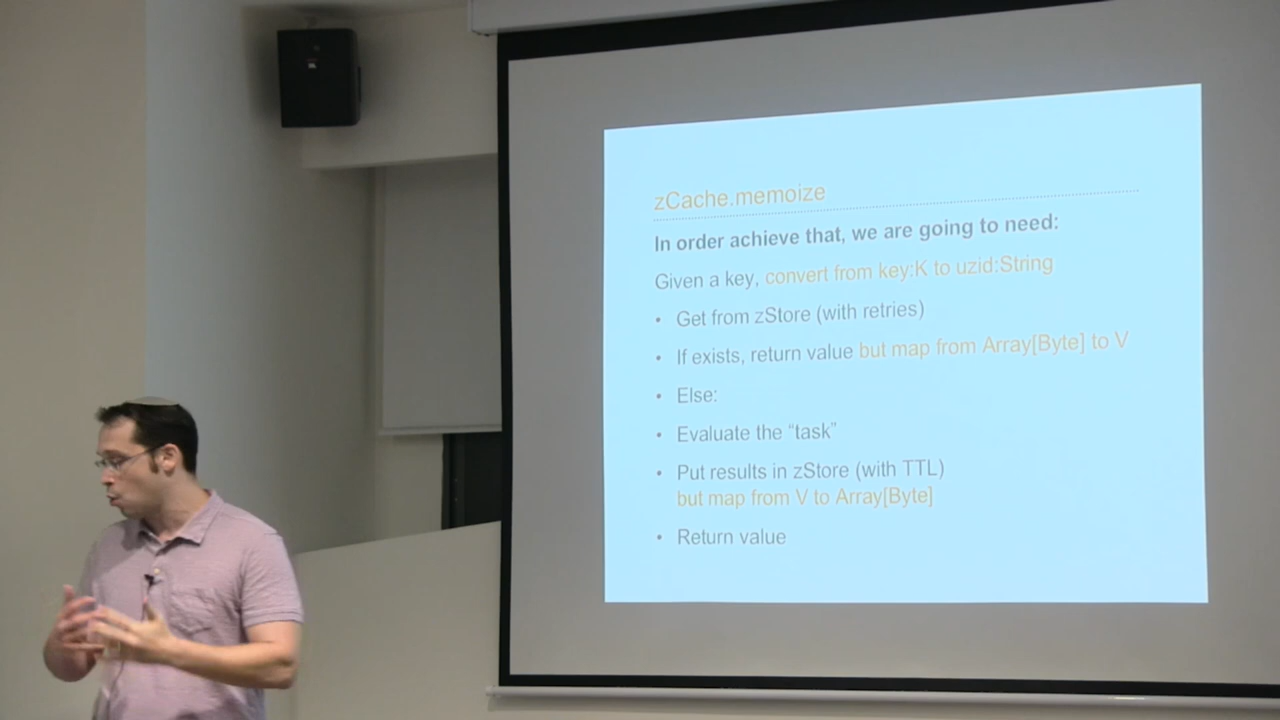 zCache.memoize
In order achieve that, we are going to need:
Given a key, convert from key:K to uzid:String
• Get from zStore (with retries)
• If exists, return value but map from Array[Byte] to V
• Else:
• Evaluate the “task”
• Put results in zStore (with TTL)
but map from V to Array[Byte]
• Return value